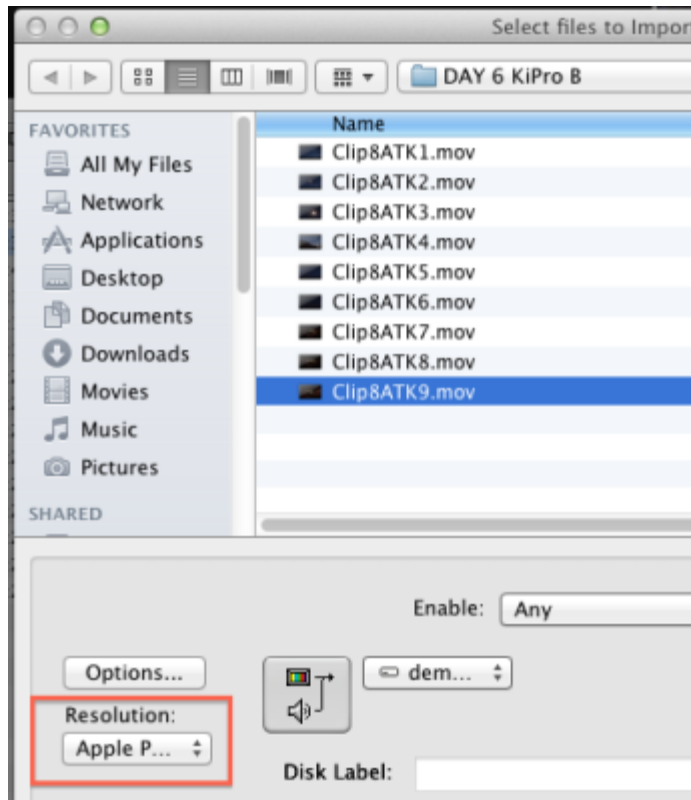 Select files to Impor
DAY 6 KiPro B
FAVORITES
All My Files
Network
Applications
Desktop
Documents
Downloads
Movies
Music
Pictures
SHARED
Name
Clip8ATK1.mov
Clip8ATK2.mov
Clip8ATK3.mov
Clip8ATK4.mov
Clip8ATK5.mov
Clip8ATK6.mov
Clip8ATK7.mov
Clip8ATK8.mov
Clip8ATK9.mov
Enable: Any
Options...
dem...
Resolution:
Apple P...
Disk Label: